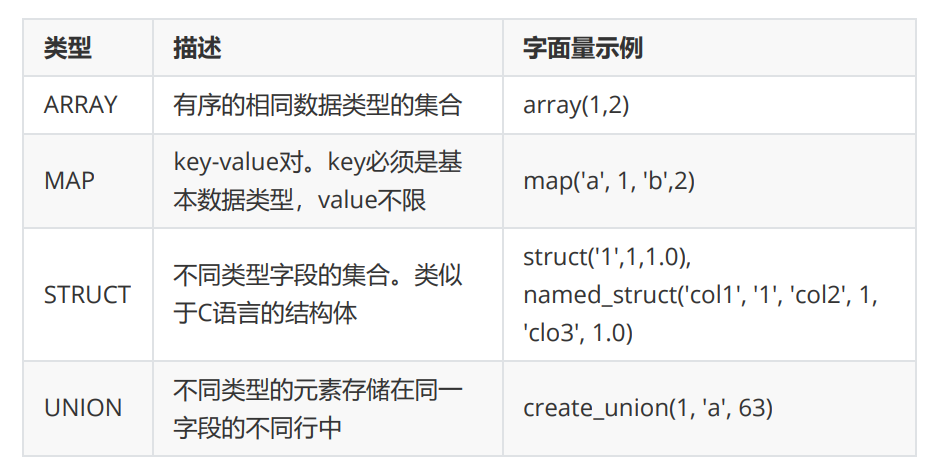 类型 描述 字面量示例
ARRAY 有序的相同数据类型的集合 array(1,2)
MAP
key-value对。key必须是基
本数据类型，value不限
map('a', 1, 'b',2)
STRUCT
不同类型字段的集合。类似
于C语言的结构体
struct('1',1,1.0),
named_struct('col1', '1', 'col2', 1,
'clo3', 1.0)
UNION
不同类型的元素存储在同一
字段的不同行中
create_union(1, 'a', 63)